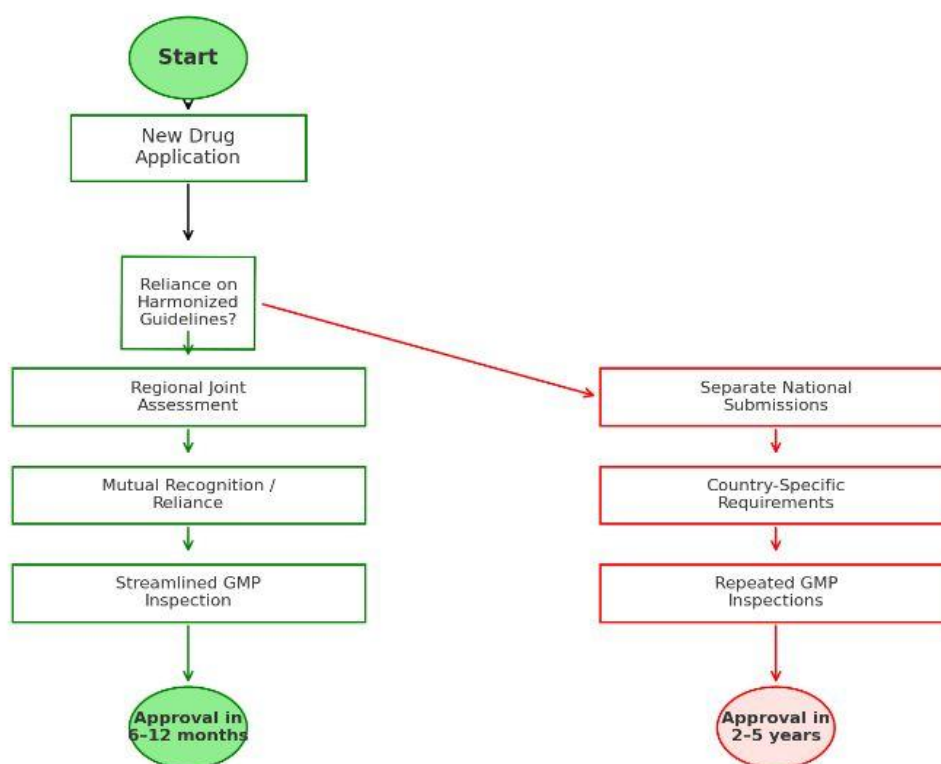 Start
New Drug
Application
Reliance on
Harmonized
Guidelines?
Regional Joint
Assessment
Separate National
Submissions
Mutual Recognition /
Reliance
Country-Specific
Requirements
Streamlined GMP
Inspection
Repeated GMP
Inspections
Approval in
6–12 months
Approval in
2–5 years